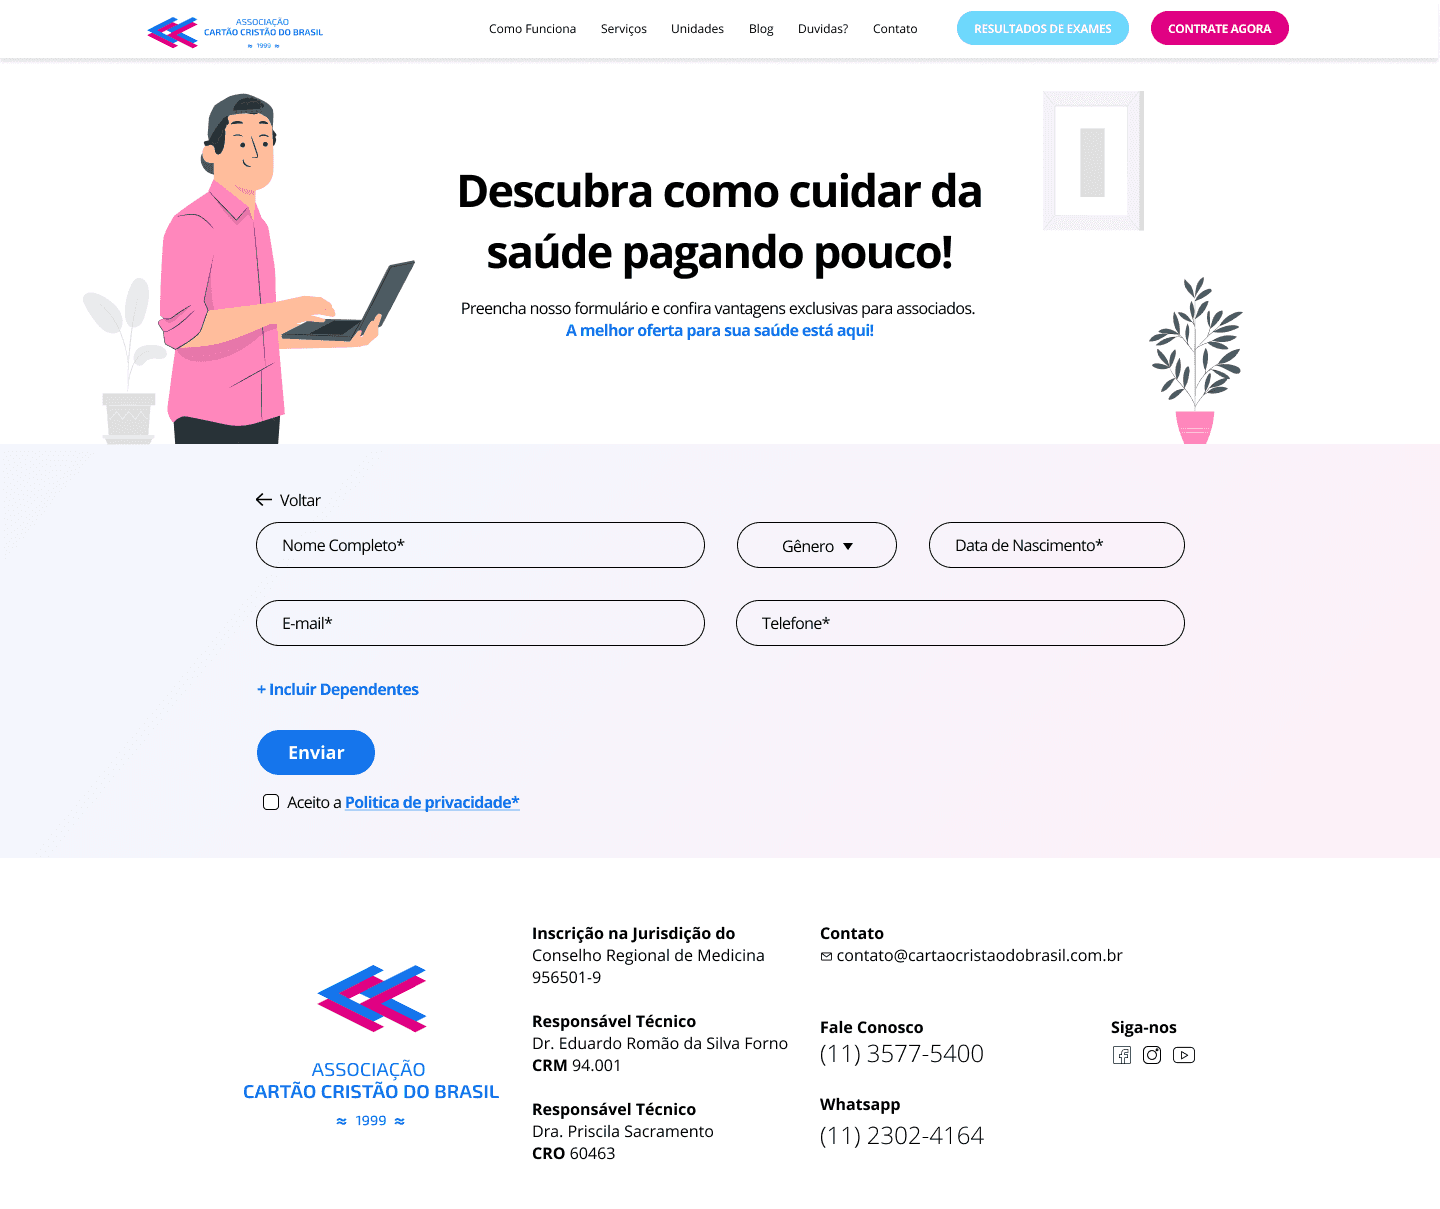 ASSOCIAÇÃO
CARTÃO CRISTÃO DO BRASIL
≈ 1999 ≈
Como Funciona
Serviços
Unidades
Blog
Duvidas?
Contato
RESULTADOS DE EXAMES
CONTRATE AGORA
Descubra como cuidar da
saúde pagando pouco!
Preencha nosso formulário e confira vantagens exclusivas para associados.
A melhor oferta para sua saúde está aqui!
Voltar
Nome Completo*
Gênero
Data de Nascimento*
E-mail*
Telefone*
+ Incluir Dependentes
Enviar
Aceito a Politica de privacidade*
ASSOCIAÇÃO
CARTÃO CRISTÃO DO BRASIL
≈ 1999 ≈
Inscrição na Jurisdição do
Conselho Regional de Medicina
956501-9
Responsável Técnico
Dr. Eduardo Romão da Silva Forno
CRM 94.001
Responsável Técnico
Dra. Priscila Sacramento
CRO 60463
Contato
contato@cartaocristaodobrasil.com.br
Fale Conosco
(11) 3577-5400
Whatsapp
(11) 2302-4164
Siga-nos